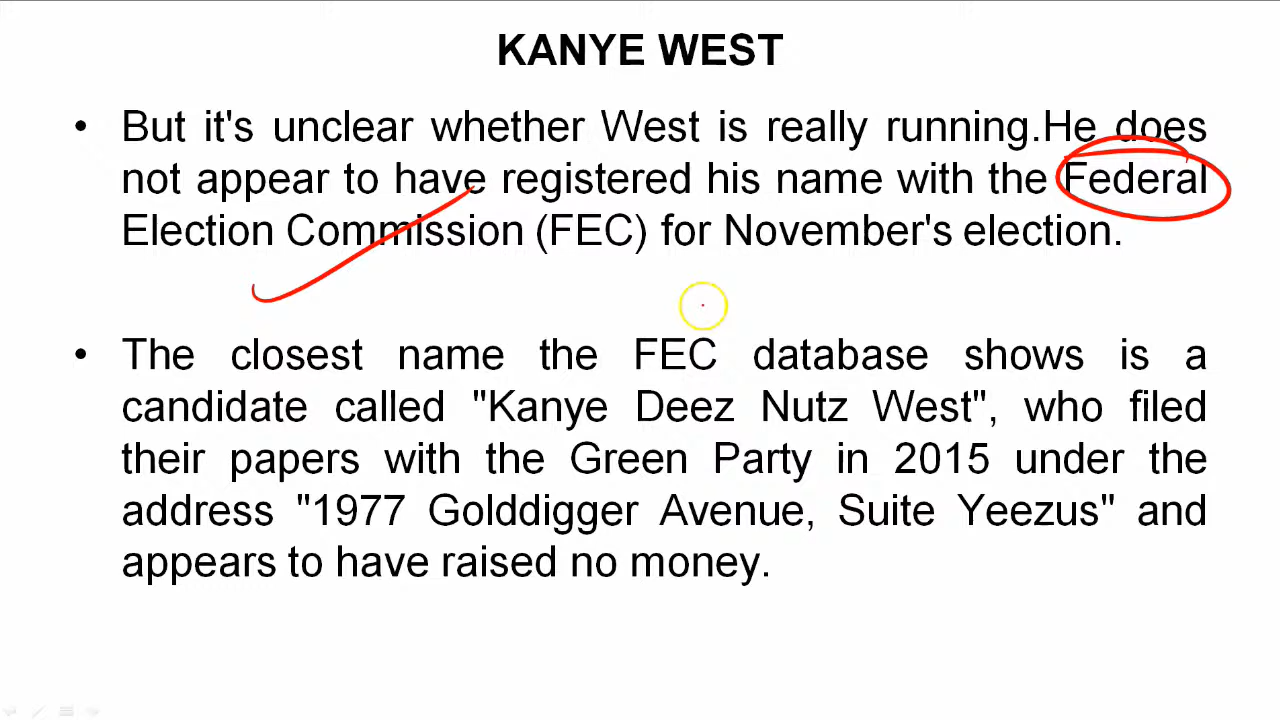 KANYE WEST
• But it's unclear whether West is really running.He does
not appear to have registered his name with the Federal
Election Commission (FEC) for November's election.
• The closest name the FEC database shows is a
candidate called "Kanye Deez Nutz West", who filed
their papers with the Green Party in 2015 under the
address "1977 Golddigger Avenue, Suite Yeezus" and
appears to have raised no money.